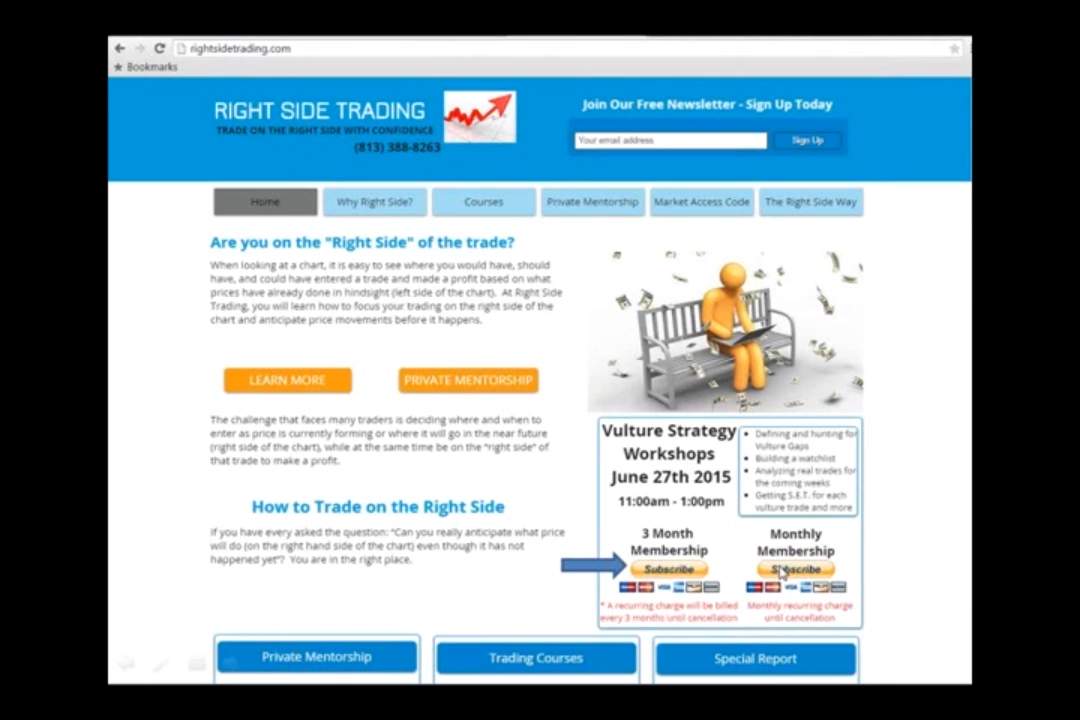 rightsidetrading.com
Bookmarks
RIGHT SIDE TRADING
TRADE ON THE RIGHT SIDE WITH CONFIDENCE
(813) 388-8263
Join Our Free Newsletter - Sign Up Today
Your email address
Sign Up
Home
Why Right Side?
Courses
Private Mentorship
Market Access Code
The Right Side Way
Are you on the "Right Side" of the trade?
When looking at a chart, it is easy to see where you would have, should
have, and could have entered a trade and made a profit based on what
prices have already done in hindsight (left side of the chart). At Right Side
Trading, you will learn how to focus your trading on the right side of the
chart and anticipate price movements before it happens.
LEARN MORE
PRIVATE MENTORSHIP
The challenge that faces many traders is deciding where and when to
enter as price is currently forming or where it will go in the near future
(right side of the chart), while at the same time be on the "right side" of
that trade to make a profit.
How to Trade on the Right Side
If you have every asked the question: "Can you really anticipate what price
will do (on the right hand side of the chart) even though it has not
happened yet"? You are in the right place.
Vulture Strategy
Workshops
June 27th 2015
11:00am - 1:00pm
Defining and hunting for
Vulture Gaps
Building a watchlist
Analyzing real trades for
the coming weeks
Getting S.E.T. for each
vulture trade and more
3 Month
Membership
Subscribe
* A recurring charge will be billed
every 3 months until cancellation
Monthly
Membership
Subscribe
Monthly recurring charge
until cancellation
Private Mentorship
Trading Courses
Special Report